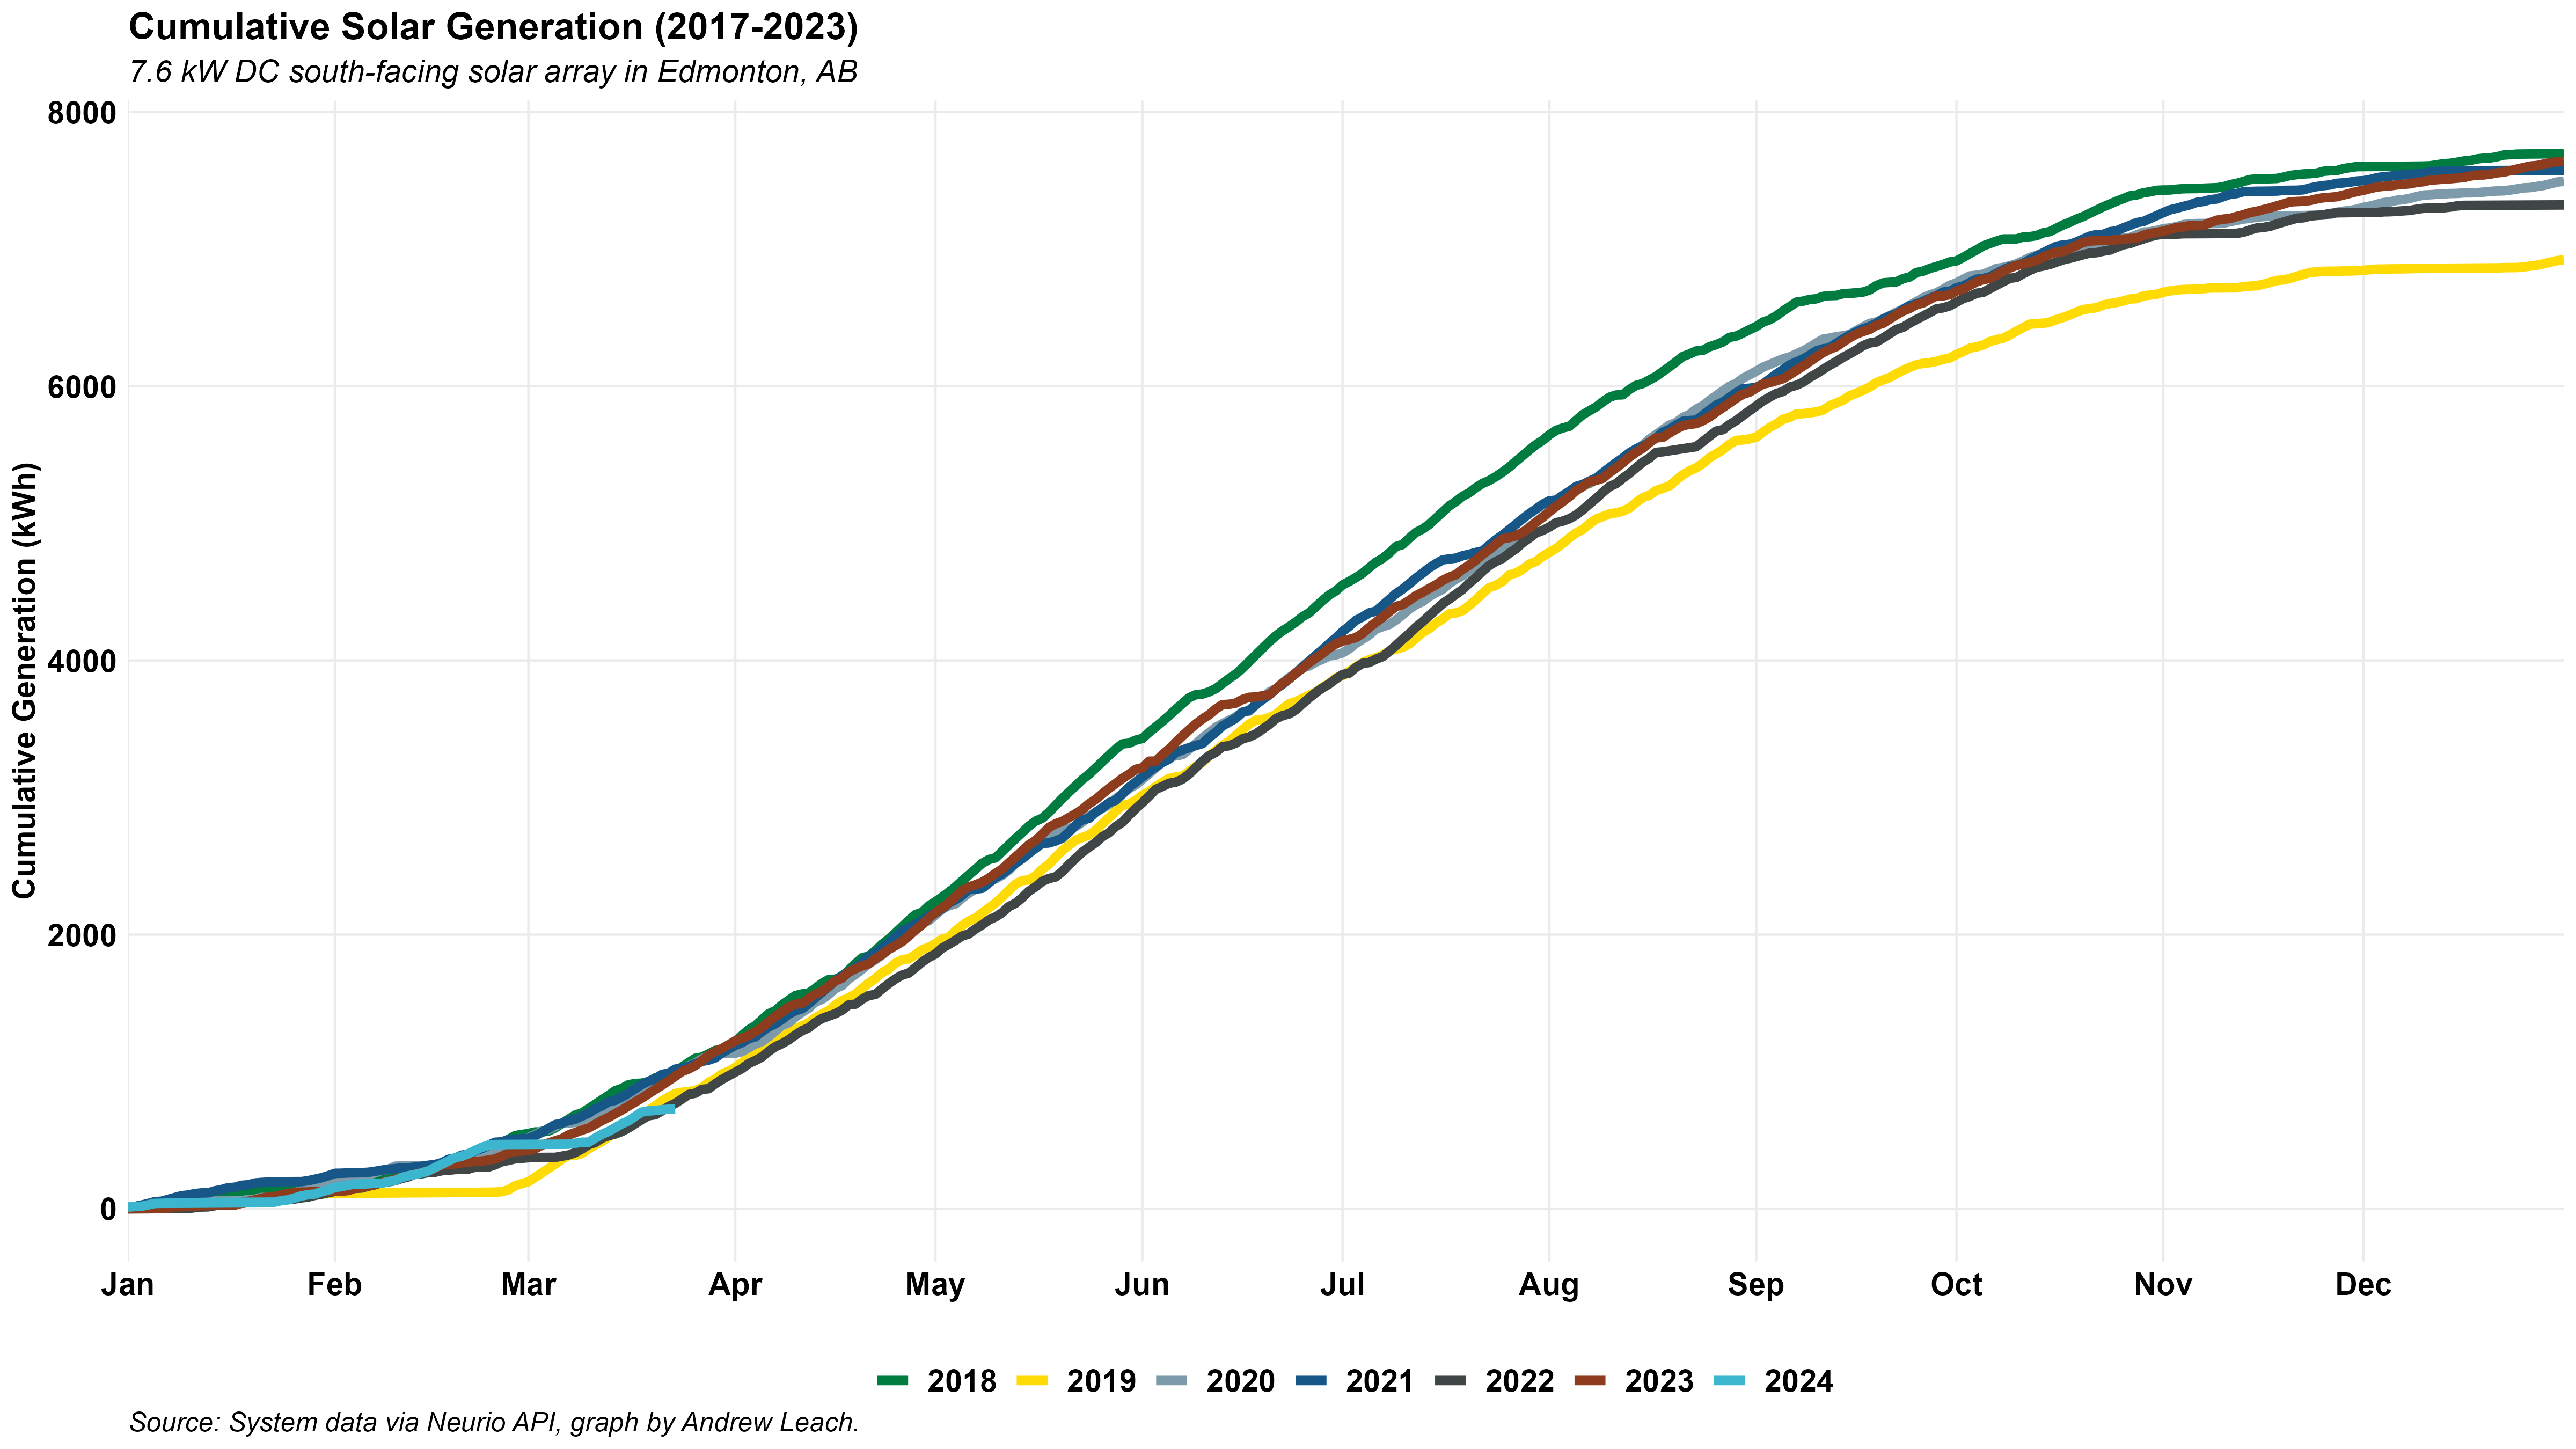 Cumulative Solar Generation (2017-2023)
7.6 kW DC south-facing solar array in Edmonton, AB
Cumulative Generation (kWh)
8000
6000
4000
2000
0
Jan Feb Mar Apr May Jun Jul Aug Sep Oct Nov Dec
2018 2019 2020 2021 2022 2023 2024
Source: System data via Neurio API, graph by Andrew Leach.